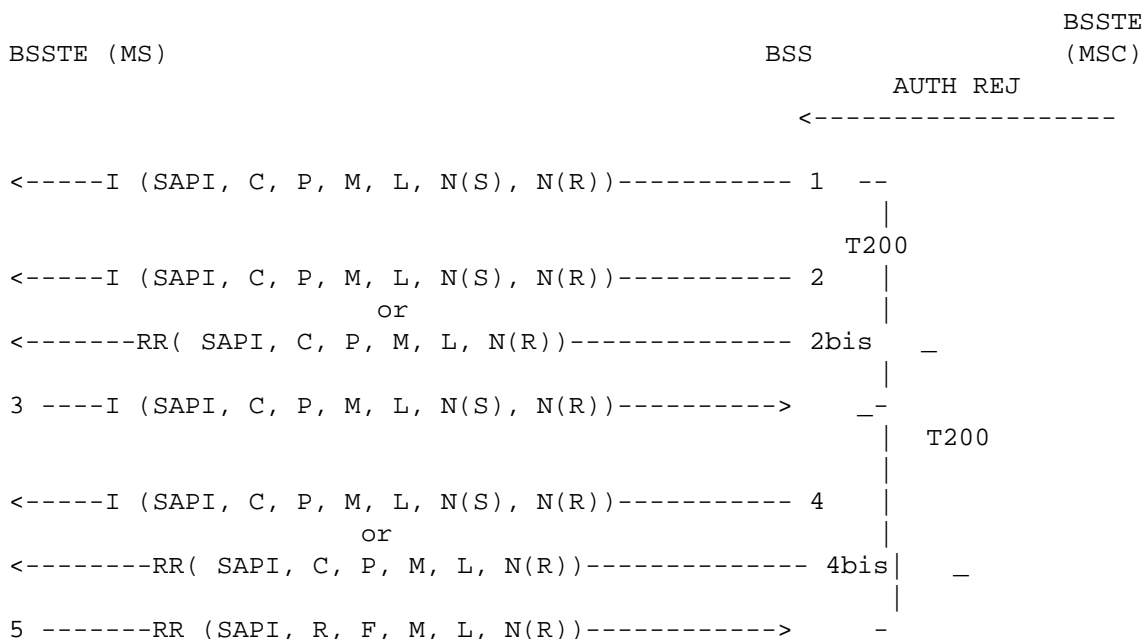 BSSTE
BSSTE (MS) BSS (MSC)
AUTH REJ
<-------------------
<-----I (SAPI, C, P, M, L, N(S), N(R))----------- 1 --
|
T200
<-----I (SAPI, C, P, M, L, N(S), N(R))----------- 2 |
or |
<-------RR( SAPI, C, P, M, L, N(R))-------------- 2bis _
|
3 ----I (SAPI, C, P, M, L, N(S), N(R))----------> _-
| T200
|
<-----I (SAPI, C, P, M, L, N(S), N(R))----------- 4 |
or |
<--------RR( SAPI, C, P, M, L, N(R))-------------- 4bis| _
|
5 -------RR (SAPI, R, F, M, L, N(R))------------> -